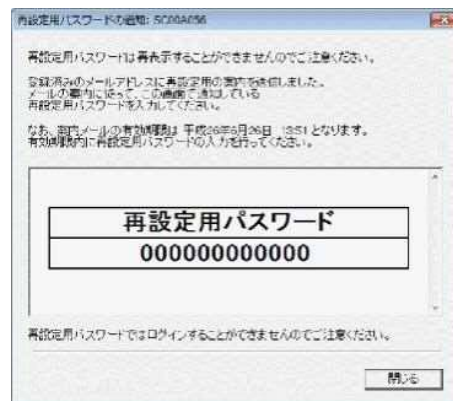 再設定用パスワードの通知: SC00A056
再設定用パスワードは再表示することができませんのでご注意ください。
登録済みのメールアドレスに再設定用の案内を送信しました。
メールの案内に従って、この画面で通知している
再設定用パスワードを入力してください。
なお、案内メールの有効期限は 平成26年6月26日 13:51 となります。
有効期限内に再設定用パスワードの入力を行ってください。
再設定用パスワード
000000000000
再設定用パスワードではログインすることができませんのでご注意ください。
閉じる